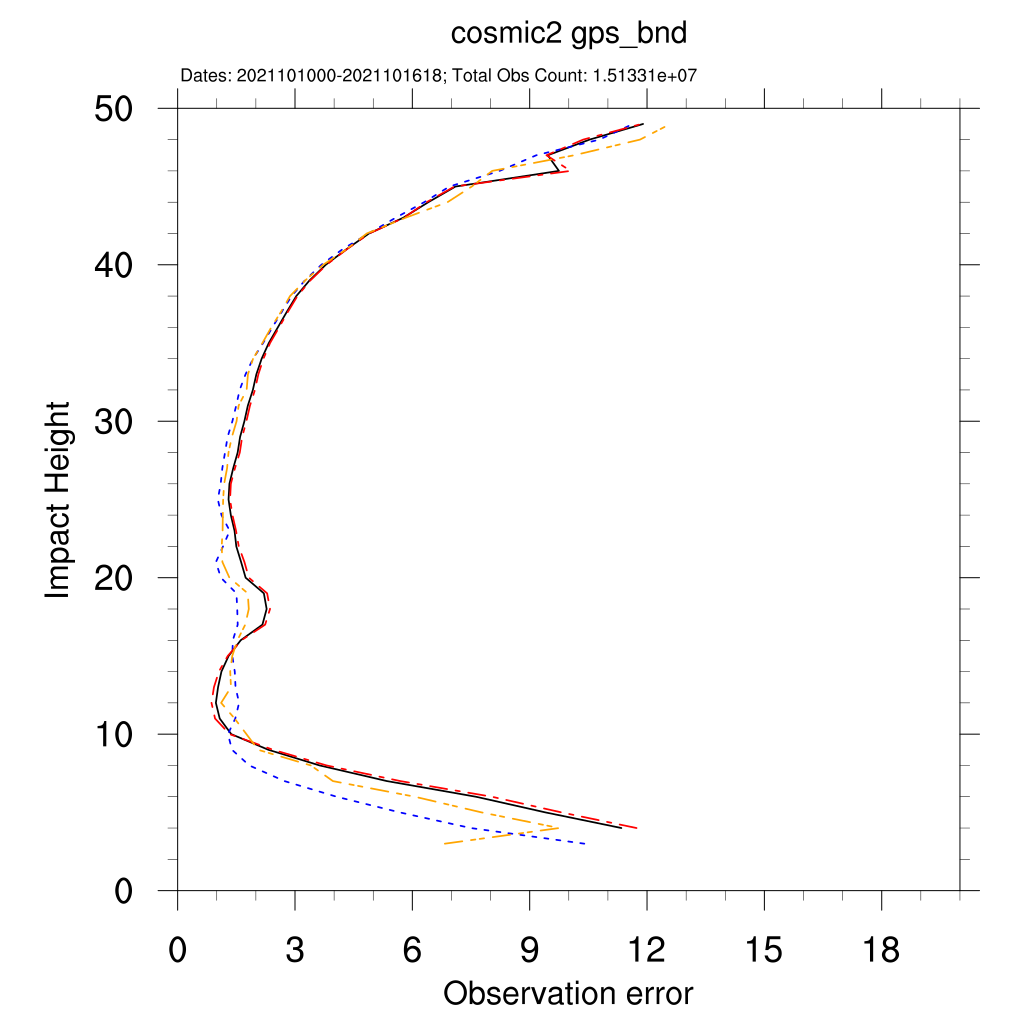 cosmic2 gps_bnd
Dates: 2021101000-2021101618; Total Obs Count: 1.51331e+07
50
40
30
20
10
0
Impact Height
0 3 6 9 12 15 18
Observation error